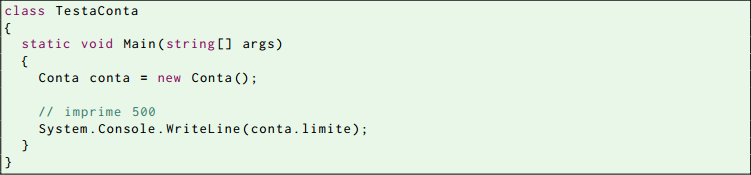 class TestaConta
{
  static void Main(string[] args)
  {
    Conta conta = new Conta();

    // imprime 500
    System.Console.WriteLine(conta.limite);
  }
}